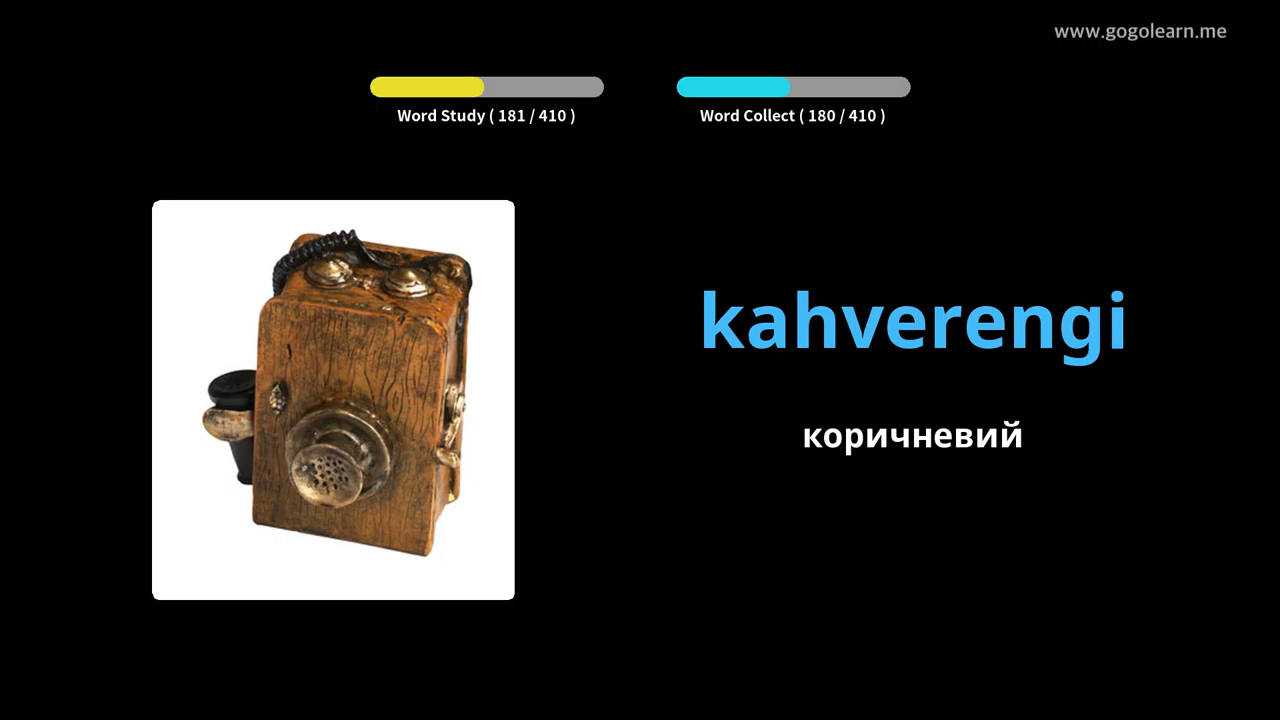 www.gogolearn.me
Word Study ( 181 / 410 )
Word Collect ( 180 / 410 )
kahverengi
коричневий